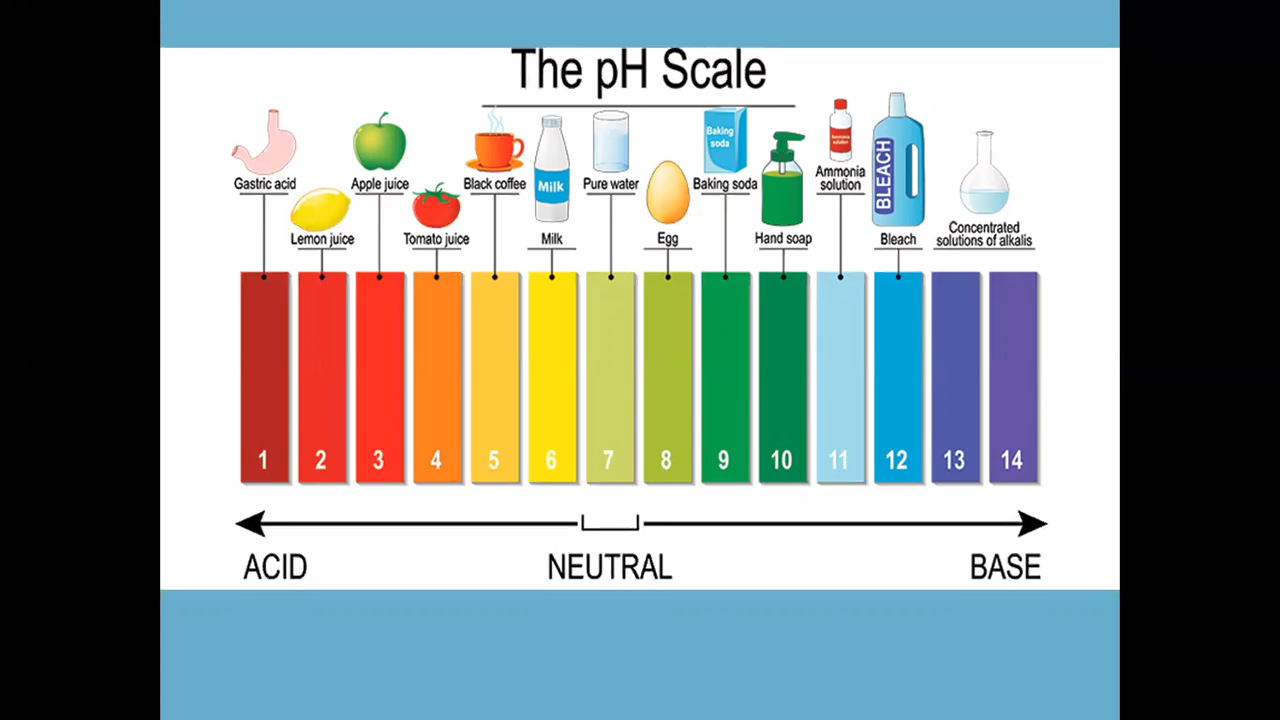 The pH Scale
Gastric acid
Lemon juice
Apple juice
Tomato juice
Black coffee
Milk
Milk
Pure water
Egg
Baking
soda
Baking soda
Hand soap
Ammonia
solution
Ammonia
solution
BLEACH
Bleach
Concentrated
solutions of alkalis
1 2 3 4 5 6 7 8 9 10 11 12 13 14
ACID NEUTRAL BASE